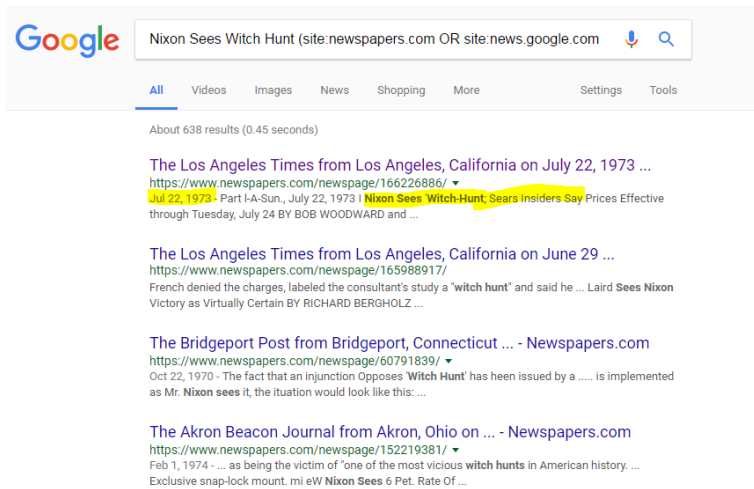 Google
Nixon Sees Witch Hunt (site:newspapers.com OR site:news.google.com
All Videos Images News Shopping More Settings Tools
About 638 results (0.45 seconds)
The Los Angeles Times from Los Angeles, California on July 22, 1973 ...
https://www.newspapers.com/newspage/166226886/
Jul 22, 1973 - Part l-A-Sun., July 22, 1973 I Nixon Sees 'Witch-Hunt; Sears Insiders Say Prices Effective
through Tuesday, July 24 BY BOB WOODWARD and ...
The Los Angeles Times from Los Angeles, California on June 29 ...
https://www.newspapers.com/newspage/165988917/
French denied the charges, labeled the consultant's study a "witch hunt" and said he ... Laird Sees Nixon
Victory as Virtually Certain BY RICHARD BERGHOLZ ...
The Bridgeport Post from Bridgeport, Connecticut ... - Newspapers.com
https://www.newspapers.com/newspage/60791839/
Oct 22, 1970 - The fact that an injunction Opposes 'Witch Hunt' has heen issued by a ..... is implemented
as Mr. Nixon sees it, the ituation would look like this: ...
The Akron Beacon Journal from Akron, Ohio on ... - Newspapers.com
https://www.newspapers.com/newspage/152219381/
Feb 1, 1974 - ... as being the victim of "one of the most vicious witch hunts in American history. ...
Exclusive snap-lock mount. mi eW Nixon Sees 6 Pet. Rate Of ...